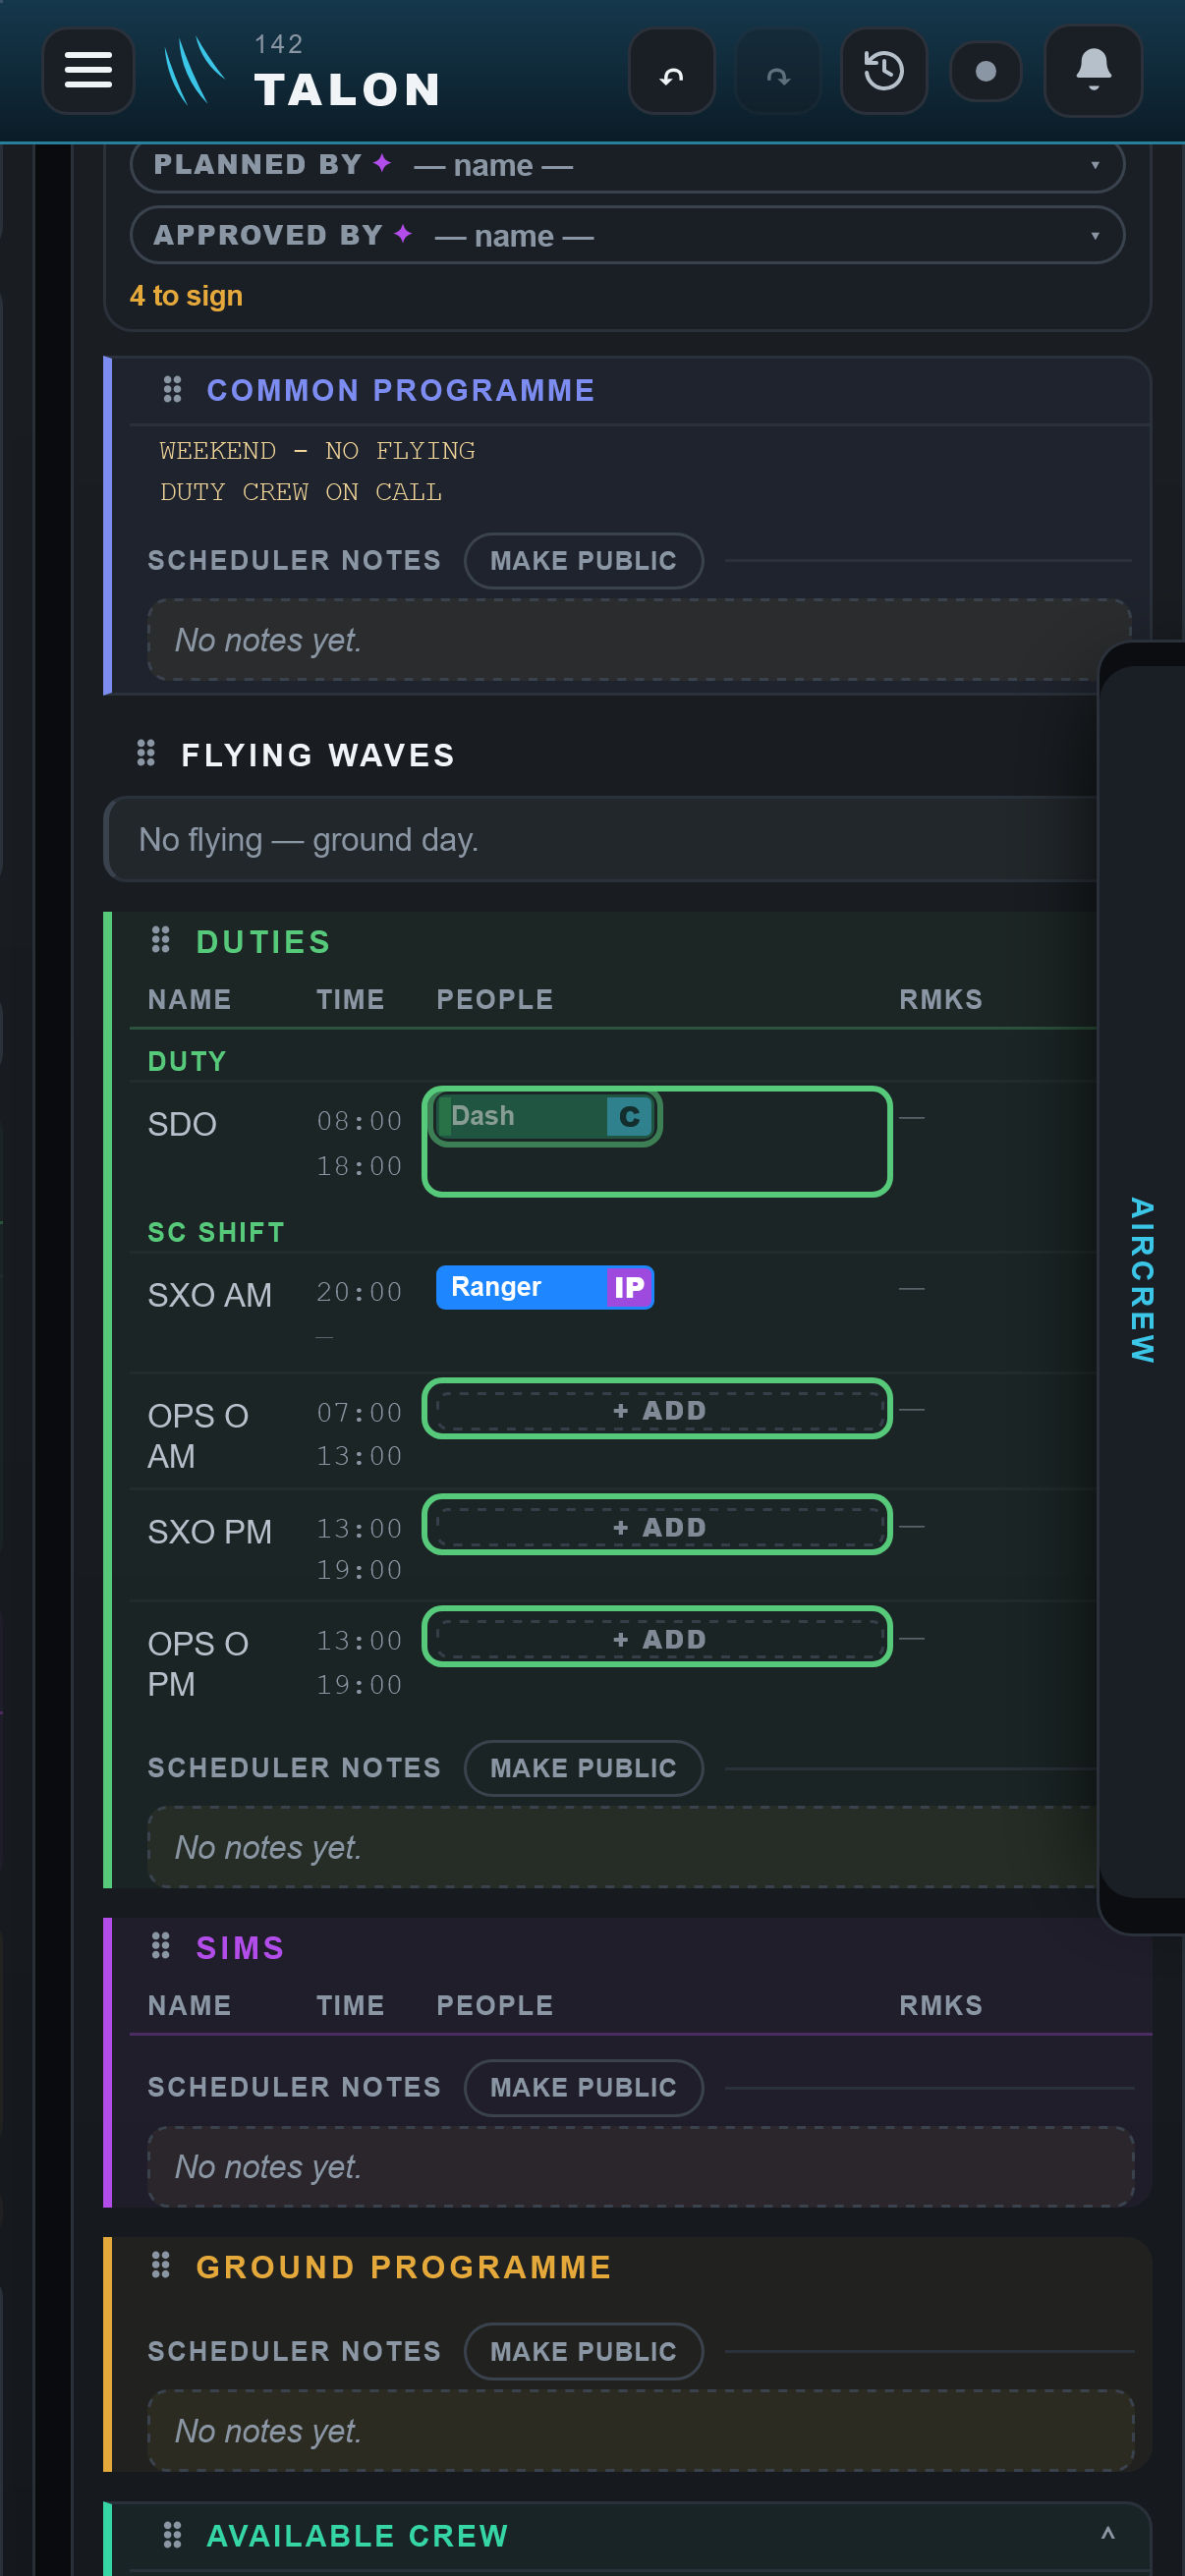 142
TALON
PLANNED BY ✦ — name —
APPROVED BY ✦ — name —
4 to sign
COMMON PROGRAMME
WEEKEND – NO FLYING
DUTY CREW ON CALL
SCHEDULER NOTES MAKE PUBLIC
No notes yet.
FLYING WAVES
No flying — ground day.
DUTIES
NAME TIME PEOPLE RMKS
DUTY
SDO 08:00 Dash C —
18:00
SC SHIFT
SXO AM 20:00 Ranger IP —
—
OPS O 07:00 + ADD —
AM 13:00
SXO PM 13:00 + ADD —
19:00
OPS O 13:00 + ADD —
PM 19:00
SCHEDULER NOTES MAKE PUBLIC
No notes yet.
AIRCREW
SIMS
NAME TIME PEOPLE RMKS
SCHEDULER NOTES MAKE PUBLIC
No notes yet.
GROUND PROGRAMME
SCHEDULER NOTES MAKE PUBLIC
No notes yet.
AVAILABLE CREW